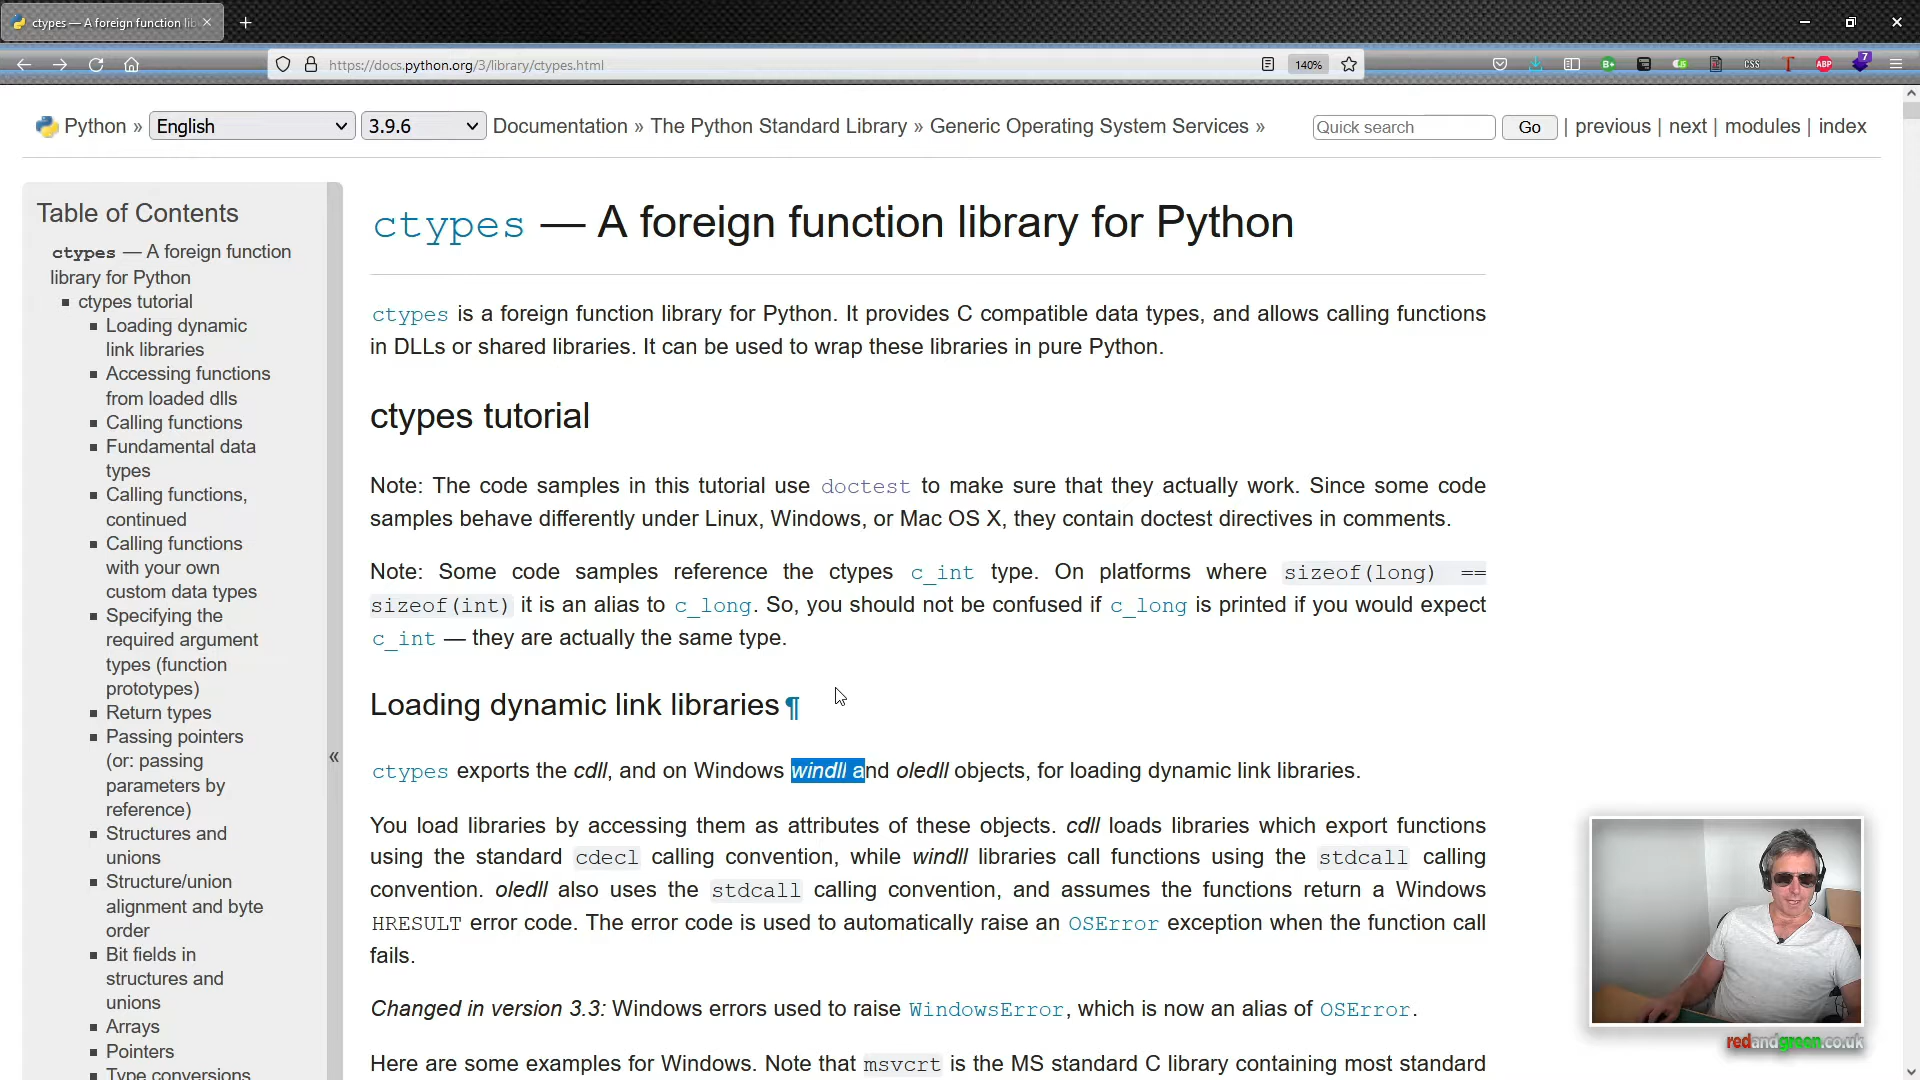 ctypes — A foreign function lib
https://docs.python.org/3/library/ctypes.html
140%
CSS
ABP
7
Python » English 3.9.6 Documentation » The Python Standard Library » Generic Operating System Services »
Quick search Go | previous | next | modules | index
Table of Contents
ctypes — A foreign function
library for Python
ctypes tutorial
Loading dynamic
link libraries
Accessing functions
from loaded dlls
Calling functions
Fundamental data
types
Calling functions,
continued
Calling functions
with your own
custom data types
Specifying the
required argument
types (function
prototypes)
Return types
Passing pointers
(or: passing
parameters by
reference)
Structures and
unions
Structure/union
alignment and byte
order
Bit fields in
structures and
unions
Arrays
Pointers
Type conversions
«
ctypes — A foreign function library for Python
ctypes is a foreign function library for Python. It provides C compatible data types, and allows calling functions
in DLLs or shared libraries. It can be used to wrap these libraries in pure Python.
ctypes tutorial
Note: The code samples in this tutorial use doctest to make sure that they actually work. Since some code
samples behave differently under Linux, Windows, or Mac OS X, they contain doctest directives in comments.
Note: Some code samples reference the ctypes c_int type. On platforms where sizeof(long) ==
sizeof(int) it is an alias to c_long. So, you should not be confused if c_long is printed if you would expect
c_int — they are actually the same type.
Loading dynamic link libraries¶
ctypes exports the cdll, and on Windows windll and oledll objects, for loading dynamic link libraries.
You load libraries by accessing them as attributes of these objects. cdll loads libraries which export functions
using the standard cdecl calling convention, while windll libraries call functions using the stdcall calling
convention. oledll also uses the stdcall calling convention, and assumes the functions return a Windows
HRESULT error code. The error code is used to automatically raise an OSError exception when the function call
fails.
Changed in version 3.3: Windows errors used to raise WindowsError, which is now an alias of OSError.
Here are some examples for Windows. Note that msvcrt is the MS standard C library containing most standard
redandgreen.co.uk